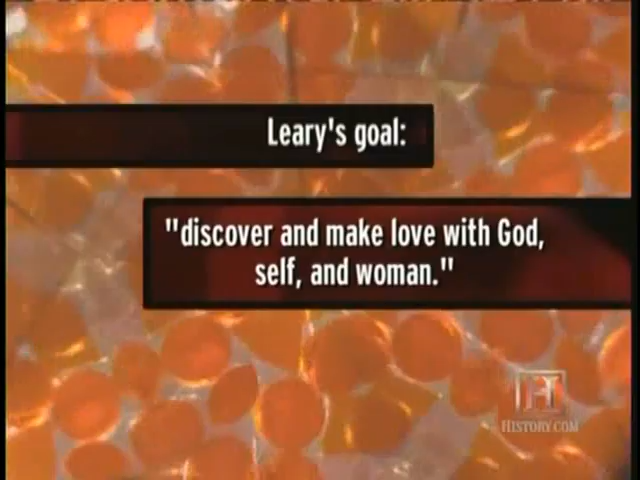 Leary's goal:
"discover and make love with God,
self, and woman."
H
HISTORY.COM